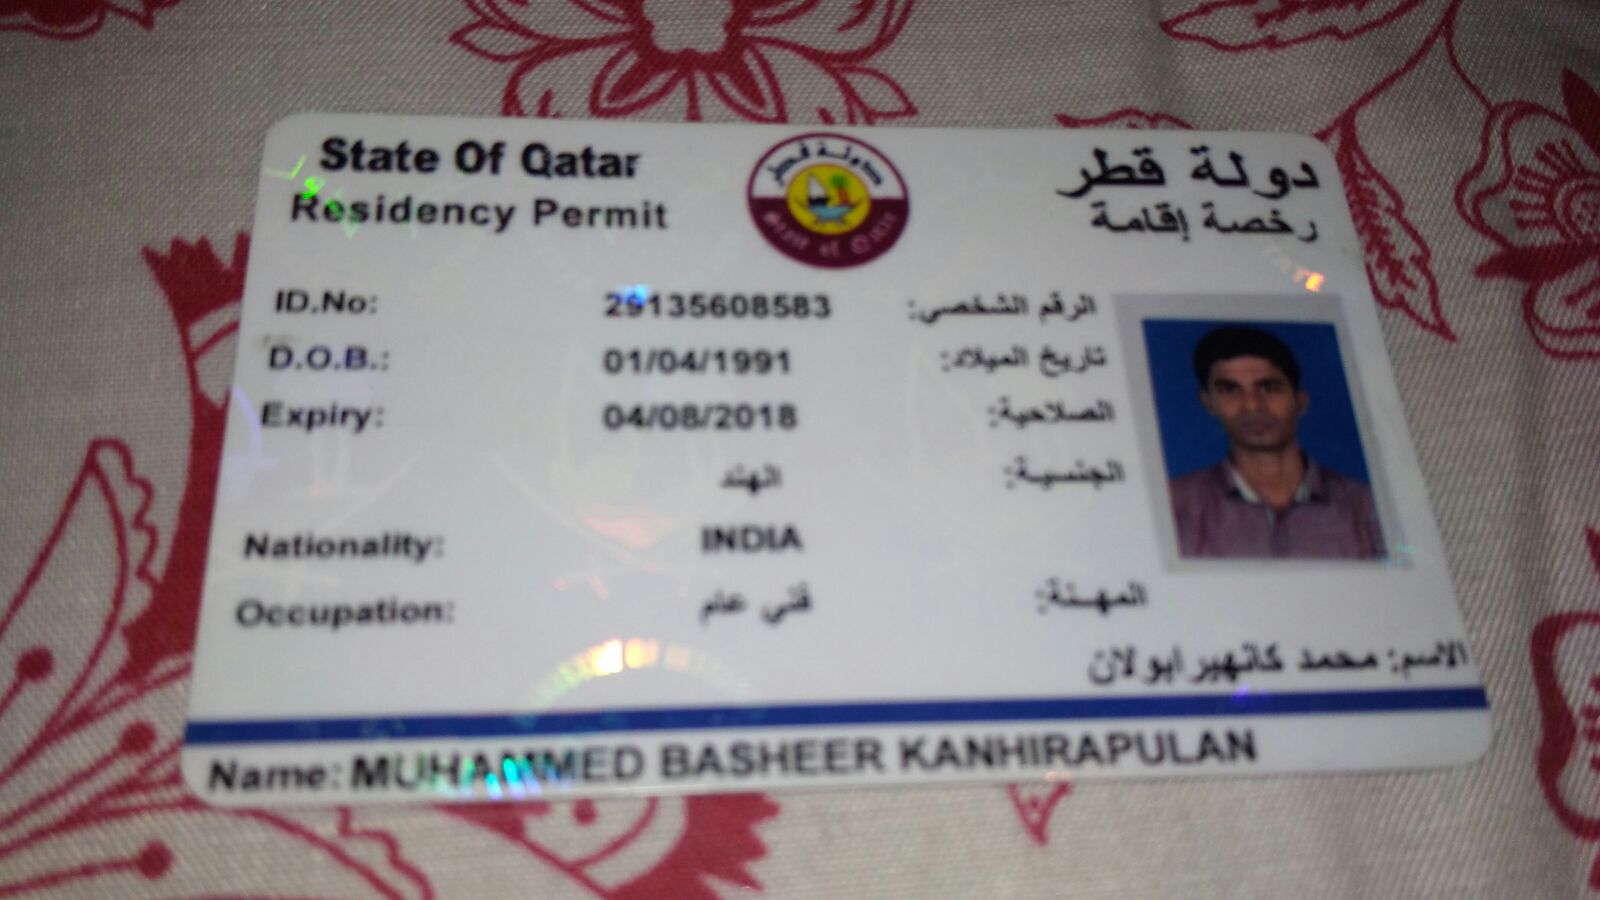 State Of Qatar
دولة قطر
Residency Permit
رخصة إقامة
دولة قطر
State of Qatar
ID.No: 29135608583 الرقم الشخصي:
D.O.B.: 01/04/1991 تاريخ الميلاد:
Expiry: 04/08/2018 الصلاحية:
الهند الجنسية:
Nationality: INDIA
Occupation: فني عام المهنة:
الاسم: محمد كانهيرابولان
Name: MUHAMMED BASHEER KANHIRAPULAN